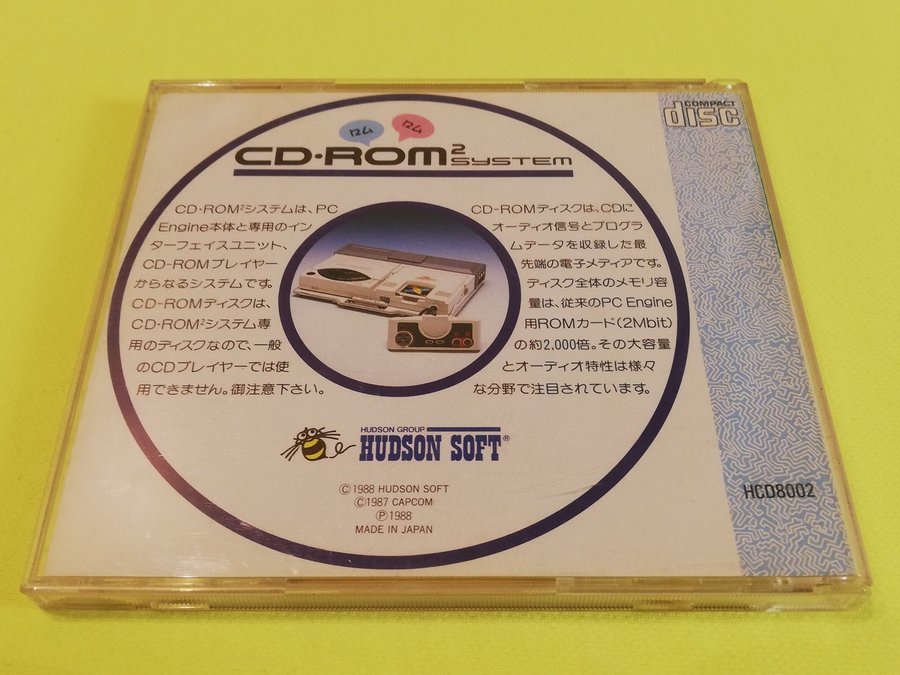 COMPACT
disc
ロム
ロム
CD・ROM2
SYSTEM
CD・ROM²システムは、PC
Engine本体と専用のイン
ターフェイスユニット、
CD-ROMプレイヤー
からなるシステムです。
CD-ROMディスクは、
CD・ROM²システム専
用のディスクなので、一般
のCDプレイヤーでは使
用できません。御注意下さい。
CD-ROMディスクは、CDに
オーディオ信号とプログラ
ムデータを収録した最
先端の電子メディアです。
ディスク全体のメモリ容
量は、従来のPC Engine
用ROMカード(2Mbit)
の約2,000倍。その大容量
とオーディオ特性は様々
な分野で注目されています。
HUDSON GROUP
HUDSON SOFT®
©1988 HUDSON SOFT
©1987 CAPCOM
Ⓟ1988
MADE IN JAPAN
HCD8002